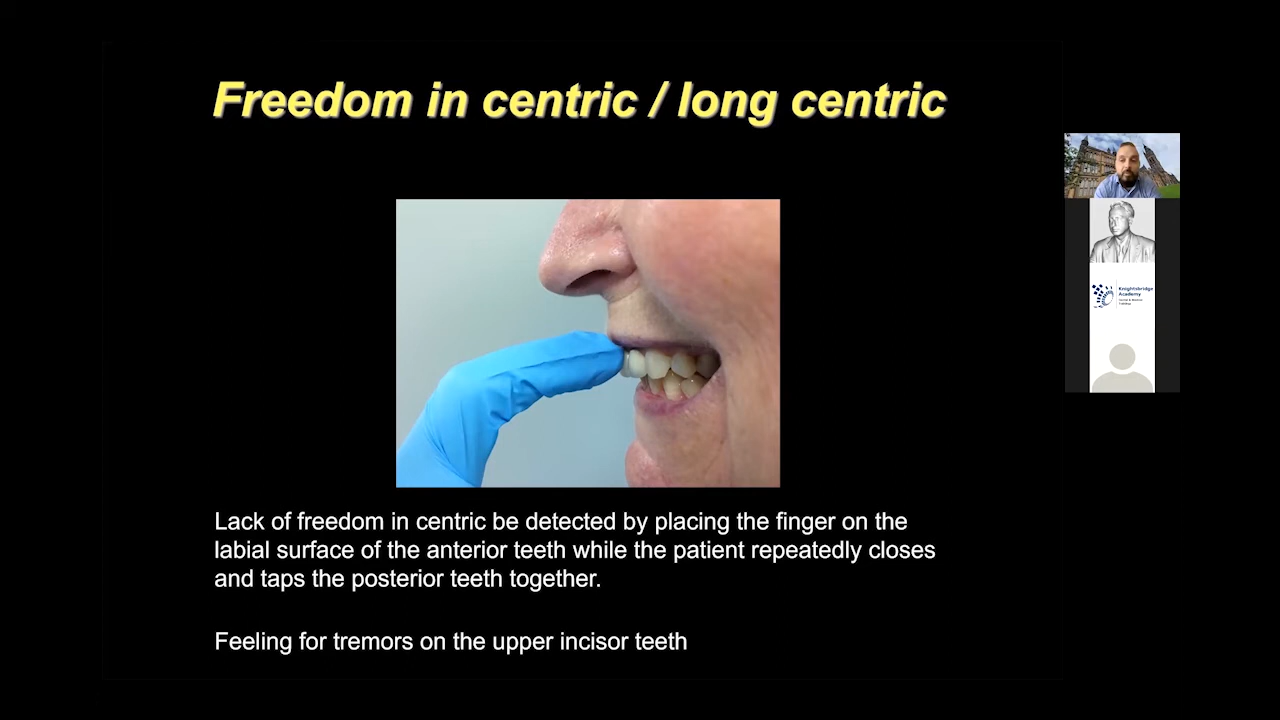 Freedom in centric / long centric
Lack of freedom in centric be detected by placing the finger on the
labial surface of the anterior teeth while the patient repeatedly closes
and taps the posterior teeth together.
Feeling for tremors on the upper incisor teeth
Knightsbridge
Academy